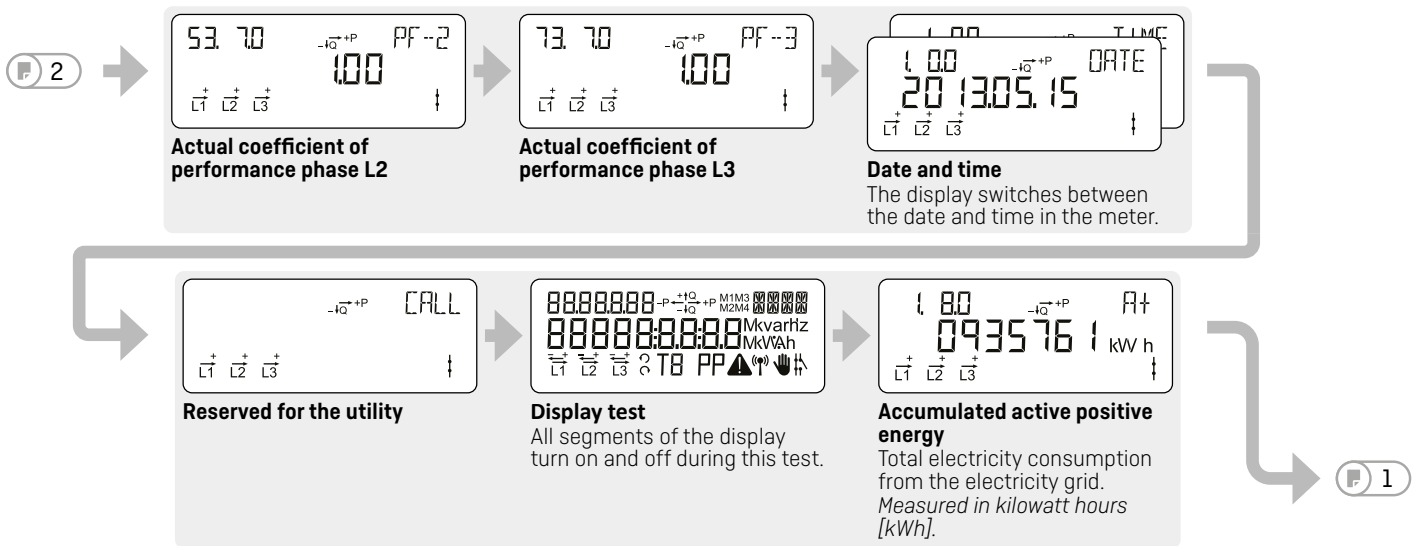 2
53. 7.0 -Q +P PF-2
1.00
L1 L2 L3
Actual coefficient of
performance phase L2
73. 7.0 -Q +P PF-3
1.00
L1 L2 L3
Actual coefficient of
performance phase L3
TIME
1. 0.0 -Q +P DATE
2013.05.15
L1 L2 L3
Date and time
The display switches between
the date and time in the meter.
-Q +P CALL
L1 L2 L3
Reserved for the utility
88.88.8.88 -P +Q -Q +P M1M3 M2M4
88888:8.8:8.8 MkvarHz MkWAh
L1 L2 L3 T8 PP
Display test
All segments of the display
turn on and off during this test.
1. 8.0 -Q +P A+
0935761 kW h
L1 L2 L3
Accumulated active positive
energy
Total electricity consumption
from the electricity grid.
Measured in kilowatt hours
[kWh].
1